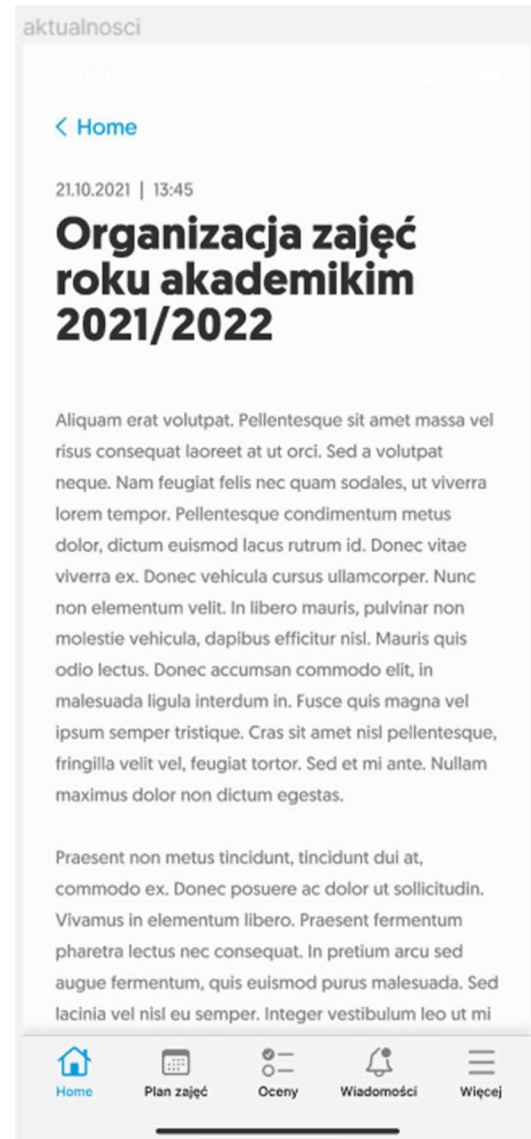 aktualnosci
< Home
21.10.2021 | 13:45
Organizacja zajęć
roku akademikim
2021/2022
Aliquam erat volutpat. Pellentesque sit amet massa vel
risus consequat laoreet at ut orci. Sed a volutpat
neque. Nam feugiat felis nec quam sodales, ut viverra
lorem tempor. Pellentesque condimentum metus
dolor, dictum euismod lacus rutrum id. Donec vitae
viverra ex. Donec vehicula cursus ullamcorper. Nunc
non elementum velit. In libero mauris, pulvinar non
molestie vehicula, dapibus efficitur nisl. Mauris quis
odio lectus. Donec accumsan commodo elit, in
malesuada ligula interdum in. Fusce quis magna vel
ipsum semper tristique. Cras sit amet nisl pellentesque,
fringilla velit vel, feugiat tortor. Sed et mi ante. Nullam
maximus dolor non dictum egestas.
Praesent non metus tincidunt, tincidunt dui at,
commodo ex. Donec posuere ac dolor ut sollicitudin.
Vivamus in elementum libero. Praesent fermentum
pharetra lectus nec consequat. In pretium arcu sed
augue fermentum, quis euismod purus malesuada. Sed
lacinia vel nisl eu semper. Integer vestibulum leo ut mi
Home Plan zajęć Oceny Wiadomości Więcej